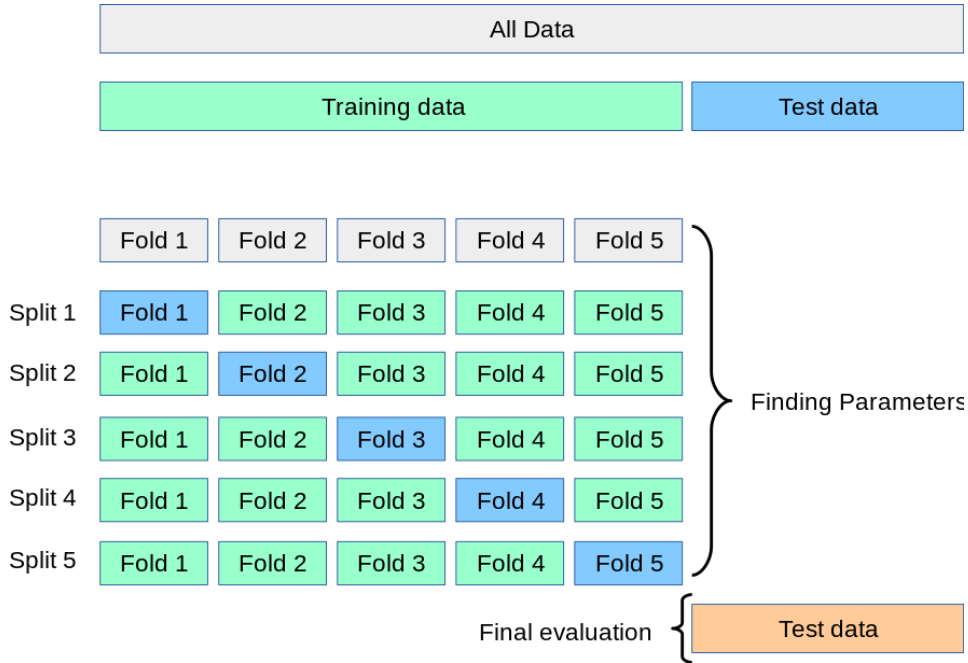 All Data
Training data Test data
Fold 1 Fold 2 Fold 3 Fold 4 Fold 5
Split 1 Fold 1 Fold 2 Fold 3 Fold 4 Fold 5
Split 2 Fold 1 Fold 2 Fold 3 Fold 4 Fold 5
Finding Parameters
Split 3 Fold 1 Fold 2 Fold 3 Fold 4 Fold 5
Split 4 Fold 1 Fold 2 Fold 3 Fold 4 Fold 5
Split 5 Fold 1 Fold 2 Fold 3 Fold 4 Fold 5
Final evaluation Test data